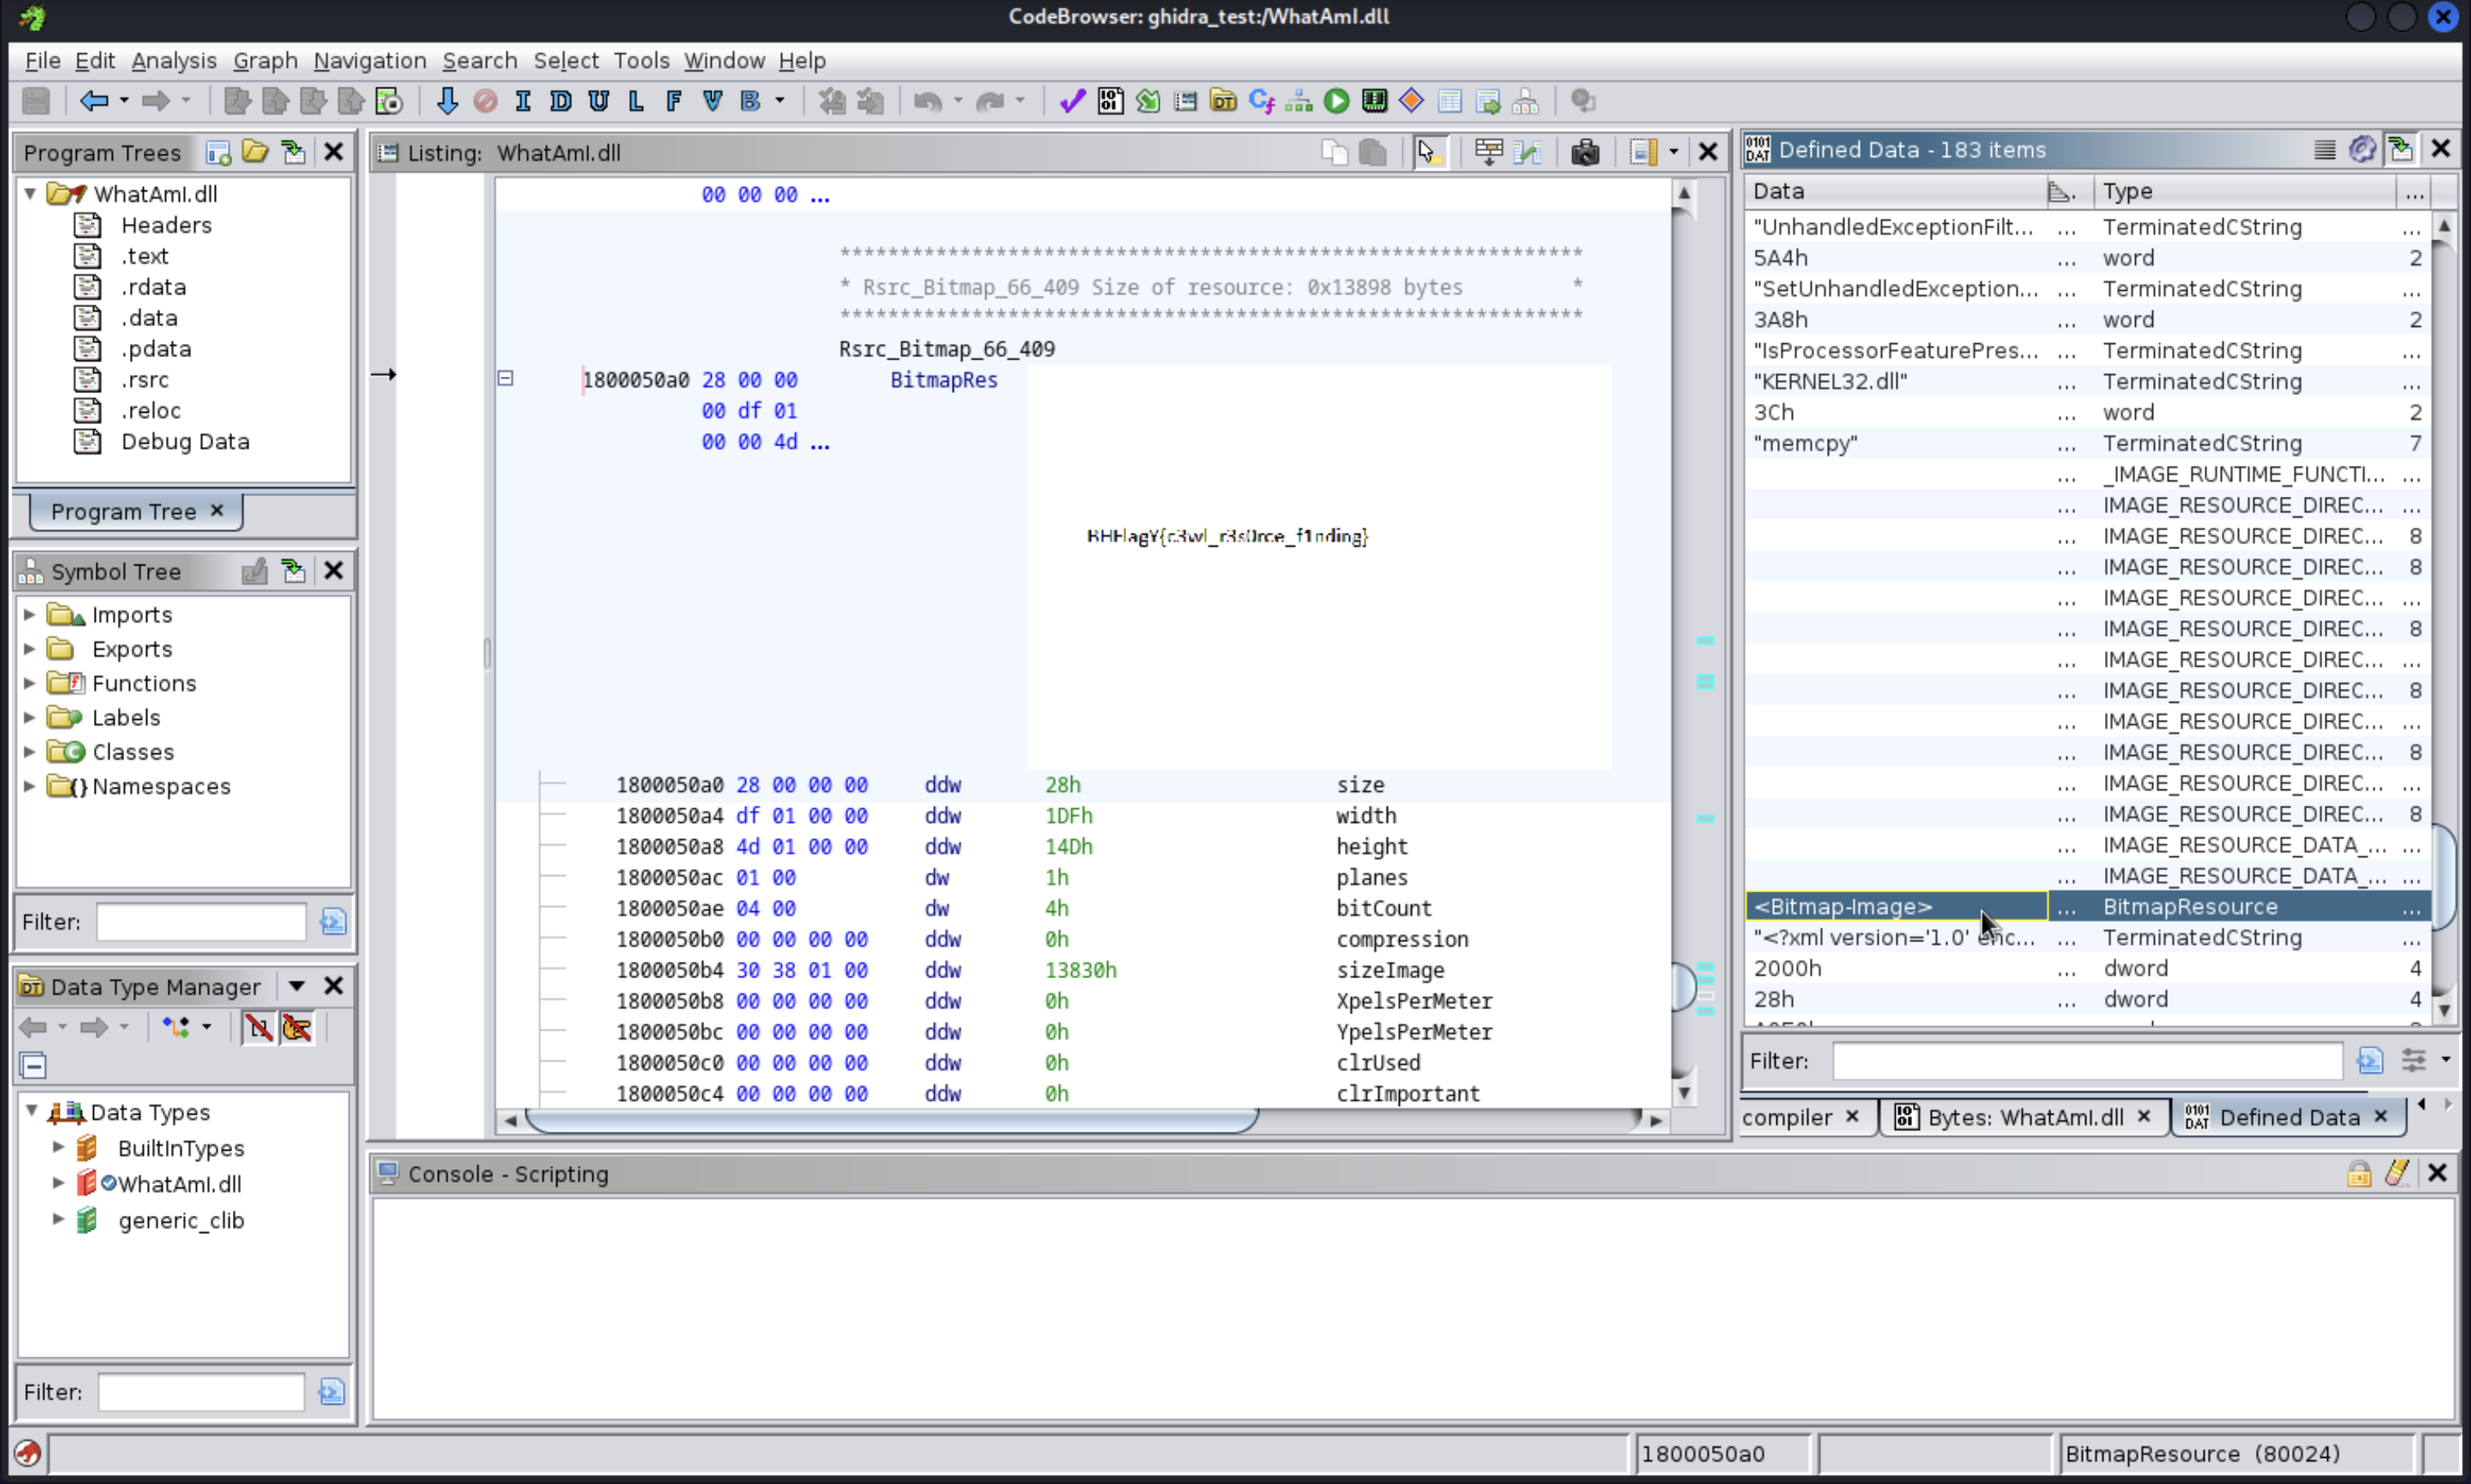 CodeBrowser: ghidra_test:/WhatAmI.dll
File Edit Analysis Graph Navigation Search Select Tools Window Help
I D U L F V B
Program Trees
WhatAmI.dll
Headers
.text
.rdata
.data
.pdata
.rsrc
.reloc
Debug Data
Program Tree
Symbol Tree
Imports
Exports
Functions
Labels
Classes
Namespaces
Filter:
Data Type Manager
Data Types
BuiltInTypes
WhatAmI.dll
generic_clib
Filter:
Listing: WhatAmI.dll
00 00 00 ...
**************************************************************
* Rsrc_Bitmap_66_409 Size of resource: 0x13898 bytes *
**************************************************************
Rsrc_Bitmap_66_409
1800050a0 28 00 00 BitmapRes
00 df 01
00 00 4d ...
BHFlagY{c3wl_r3s0rce_f1nding}
1800050a0 28 00 00 00 ddw 28h size
1800050a4 df 01 00 00 ddw 1DFh width
1800050a8 4d 01 00 00 ddw 14Dh height
1800050ac 01 00 dw 1h planes
1800050ae 04 00 dw 4h bitCount
1800050b0 00 00 00 00 ddw 0h compression
1800050b4 30 38 01 00 ddw 13830h sizeImage
1800050b8 00 00 00 00 ddw 0h XpelsPerMeter
1800050bc 00 00 00 00 ddw 0h YpelsPerMeter
1800050c0 00 00 00 00 ddw 0h clrUsed
1800050c4 00 00 00 00 ddw 0h clrImportant
Defined Data - 183 items
Data Type ...
"UnhandledExceptionFilt... ... TerminatedCString ...
5A4h ... word 2
"SetUnhandledException... ... TerminatedCString ...
3A8h ... word 2
"IsProcessorFeaturePres... ... TerminatedCString ...
"KERNEL32.dll" ... TerminatedCString ...
3Ch ... word 2
"memcpy" ... TerminatedCString 7
... _IMAGE_RUNTIME_FUNCTI... ...
... IMAGE_RESOURCE_DIREC... ...
... IMAGE_RESOURCE_DIREC... 8
... IMAGE_RESOURCE_DIREC... 8
... IMAGE_RESOURCE_DIREC... ...
... IMAGE_RESOURCE_DIREC... 8
... IMAGE_RESOURCE_DIREC... ...
... IMAGE_RESOURCE_DIREC... 8
... IMAGE_RESOURCE_DIREC... ...
... IMAGE_RESOURCE_DIREC... 8
... IMAGE_RESOURCE_DIREC... ...
... IMAGE_RESOURCE_DIREC... 8
... IMAGE_RESOURCE_DATA_... ...
... IMAGE_RESOURCE_DATA_... ...
<Bitmap-Image> ... BitmapResource ...
"<?xml version='1.0' enc... ... TerminatedCString ...
2000h ... dword 4
28h ... dword 4
Filter:
compiler Bytes: WhatAmI.dll Defined Data
Console - Scripting
1800050a0 BitmapResource (80024)